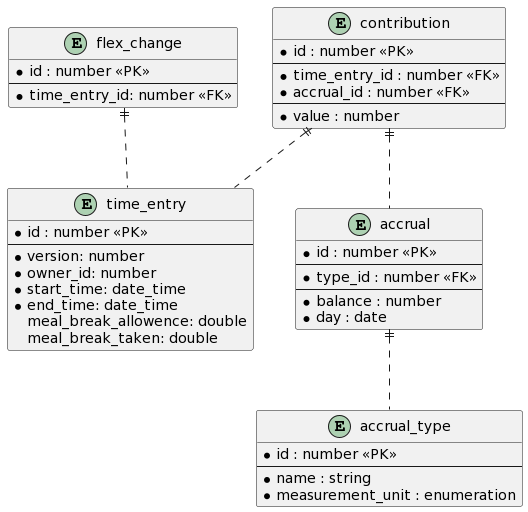 E flex_change
id : number «PK»
time_entry_id: number «FK»
E contribution
id : number «PK»
time_entry_id : number «FK»
accrual_id : number «FK»
value : number
E time_entry
id : number «PK»
version: number
owner_id: number
start_time: date_time
end_time: date_time
meal_break_allowence: double
meal_break_taken: double
E accrual
id : number «PK»
type_id : number «FK»
balance : number
day : date
E accrual_type
id : number «PK»
name : string
measurement_unit : enumeration